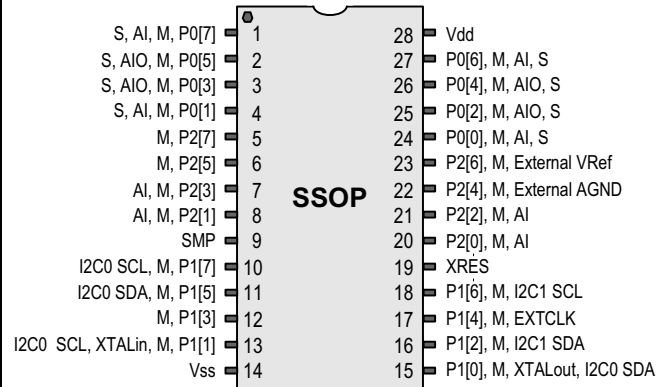 S, AI, M, P0[7] 1 28 Vdd
S, AIO, M, P0[5] 2 27 P0[6], M, AI, S
S, AIO, M, P0[3] 3 26 P0[4], M, AIO, S
S, AI, M, P0[1] 4 25 P0[2], M, AIO, S
M, P2[7] 5 24 P0[0], M, AI, S
M, P2[5] 6 23 P2[6], M, External VRef
AI, M, P2[3] 7 SSOP 22 P2[4], M, External AGND
AI, M, P2[1] 8 21 P2[2], M, AI
SMP 9 20 P2[0], M, AI
I2C0 SCL, M, P1[7] 10 19 XRES
I2C0 SDA, M, P1[5] 11 18 P1[6], M, I2C1 SCL
M, P1[3] 12 17 P1[4], M, EXTCLK
I2C0 SCL, XTALin, M, P1[1] 13 16 P1[2], M, I2C1 SDA
Vss 14 15 P1[0], M, XTALout, I2C0 SDA